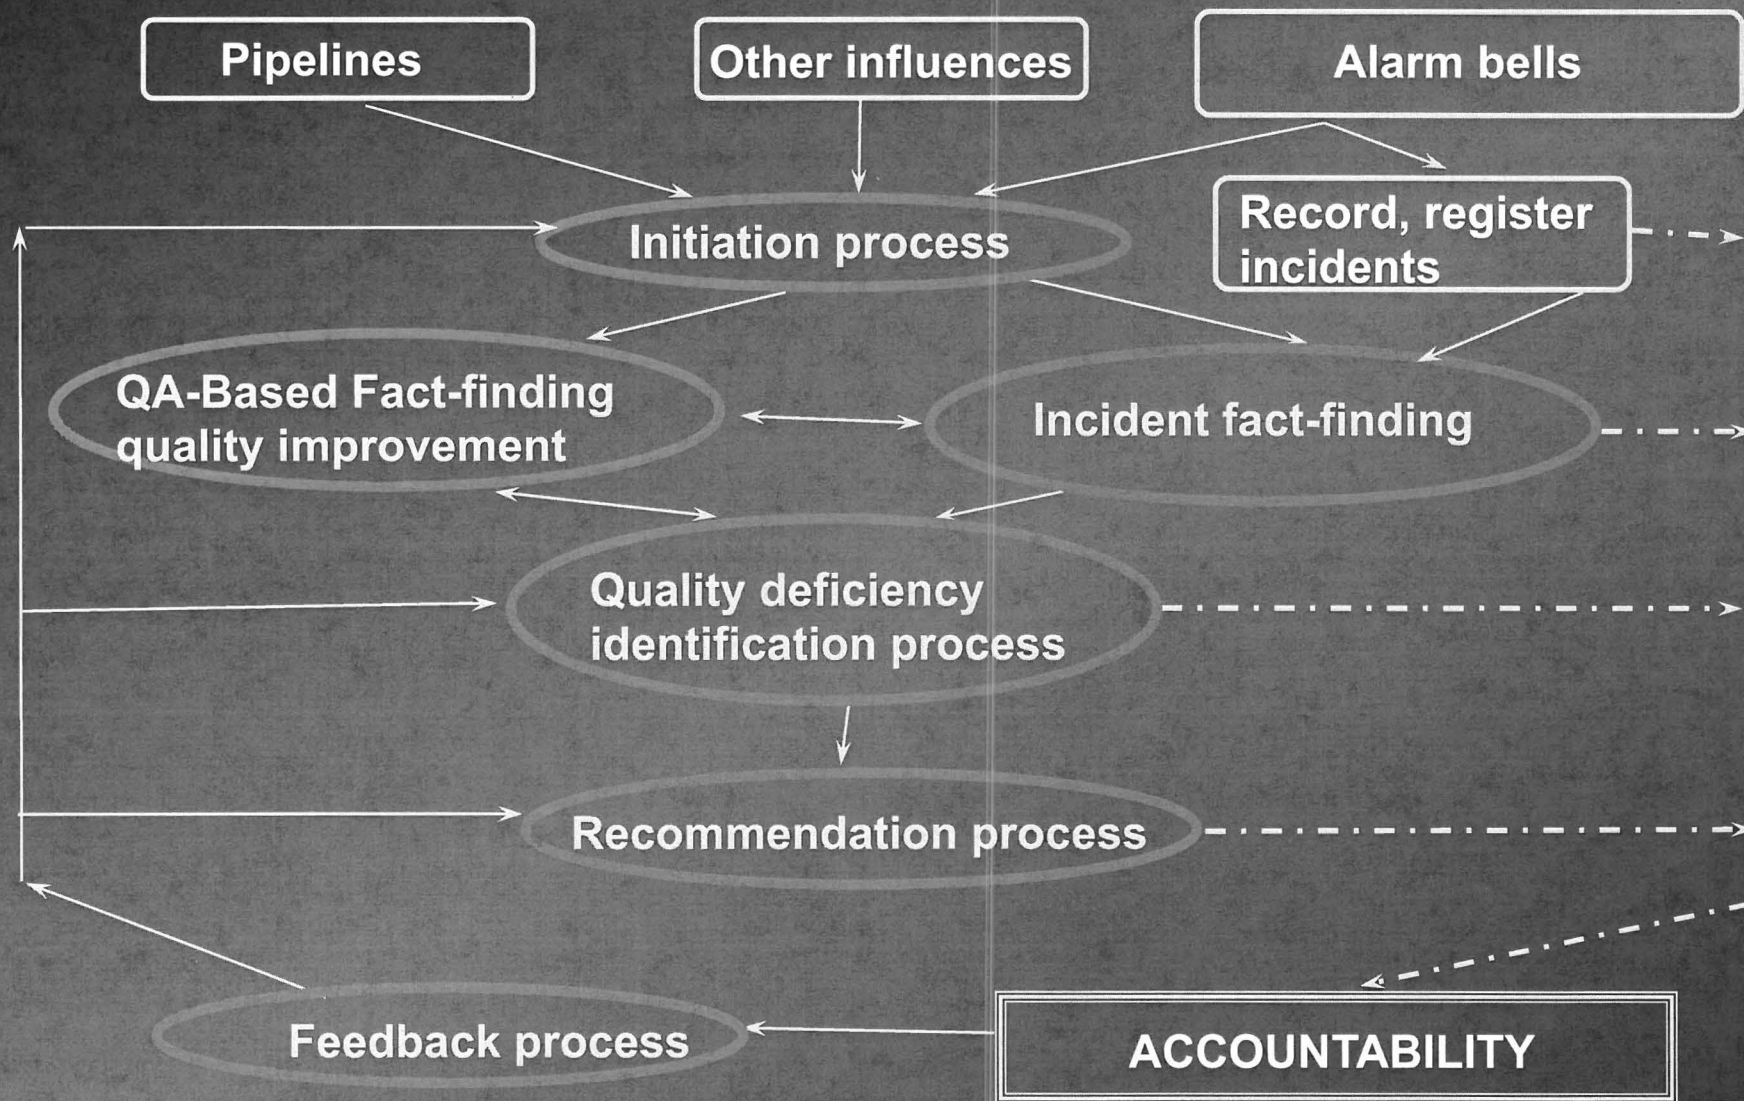 Pipelines
Other influences
Alarm bells
Initiation process
Record, register
incidents
QA-Based Fact-finding
quality improvement
Incident fact-finding
Quality deficiency
identification process
Recommendation process
Feedback process
ACCOUNTABILITY